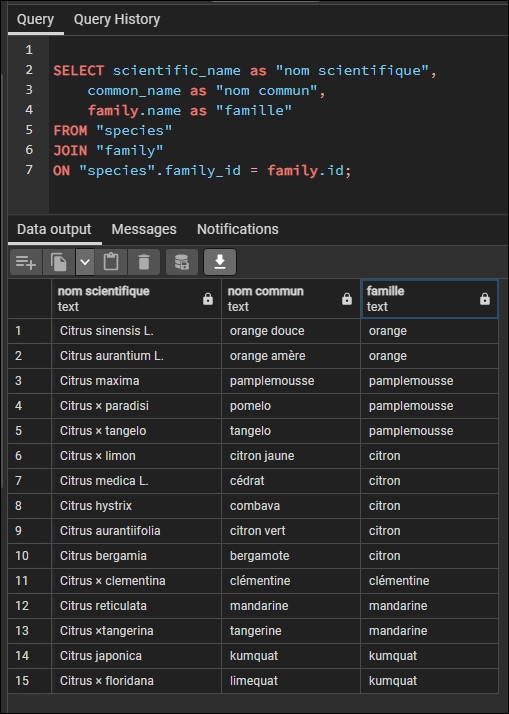 Query Query History
1
2 SELECT scientific_name as "nom scientifique",
3 common_name as "nom commun",
4 family.name as "famille"
5 FROM "species"
6 JOIN "family"
7 ON "species".family_id = family.id;
Data output Messages Notifications
nom scientifique nom commun famille
text text text
1 Citrus sinensis L. orange douce orange
2 Citrus aurantium L. orange amère orange
3 Citrus maxima pamplemousse pamplemousse
4 Citrus × paradisi pomelo pamplemousse
5 Citrus × tangelo tangelo pamplemousse
6 Citrus × limon citron jaune citron
7 Citrus medica L. cédrat citron
8 Citrus hystrix combava citron
9 Citrus aurantiifolia citron vert citron
10 Citrus bergamia bergamote citron
11 Citrus × clementina clémentine clémentine
12 Citrus reticulata mandarine mandarine
13 Citrus ×tangerina tangerine mandarine
14 Citrus japonica kumquat kumquat
15 Citrus × floridana limequat kumquat